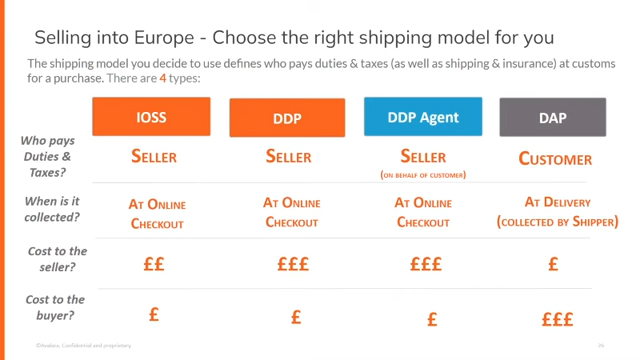 Selling into Europe - Choose the right shipping model for you
The shipping model you decide to use defines who pays duties & taxes (as well as shipping & insurance) at customs
for a purchase. There are 4 types:
IOSS DDP DDP Agent DAP
Who pays
Duties &
Taxes?
SELLER SELLER SELLER CUSTOMER
(ON BEHALF OF CUSTOMER)
When is it
collected?
AT ONLINE AT ONLINE AT ONLINE AT DELIVERY
CHECKOUT CHECKOUT CHECKOUT (COLLECTED BY SHIPPER)
Cost to the
seller?
££ £££ £££ £
Cost to the
buyer?
£ £ £ £££
Confidential and proprietary.